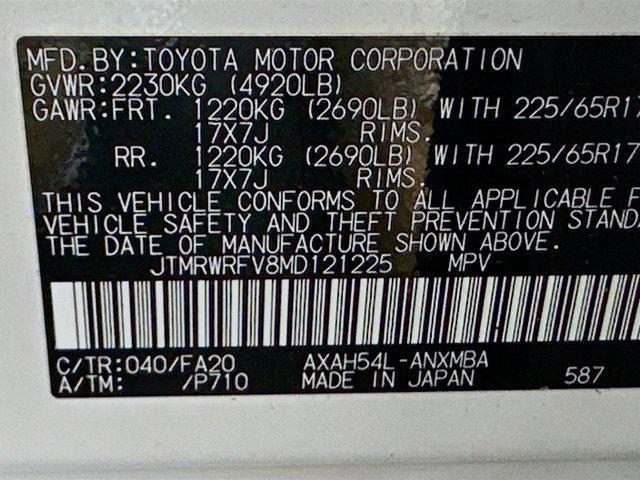 MFD. BY: TOYOTA MOTOR CORPORATION
GVWR: 2230KG (4920LB)
GAWR: FRT. 1220KG (2690LB) WITH 225/65R17
17X7J RIMS.
RR. 1220KG (2690LB) WITH 225/65R17
17X7J RIMS.
THIS VEHICLE CONFORMS TO ALL APPLICABLE F
VEHICLE SAFETY AND THEFT PREVENTION STANDA
THE DATE OF MANUFACTURE SHOWN ABOVE.
JTMRWRFV8MD121225 MPV
C/TR: 040/FA20 AXAH54L-ANXMBA
A/TM: /P710 MADE IN JAPAN 587